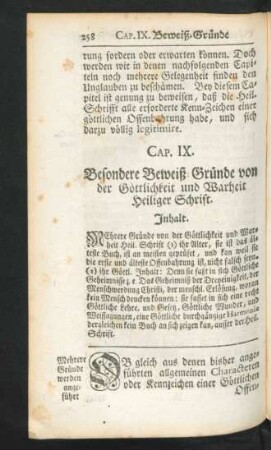 258 CAP. IX. Beweiß-Gründe
rung fordern oder erwarten können. Doch
werden wir in denen nachfolgenden Capi-
teln noch mehrere Gelegenheit finden den
Unglauben zu beschämen. Bey diesem Ca-
pitel ist genung zu beweisen, daß die Heil.
Schrifft alle erforderte Kenn-Zeichen einer
göttlichen Offenbahrung habe, und sich
darzu völlig legitimire.
CAP. IX.
Besondere Beweiß Gründe von
der Göttlichkeit und Warheit
Heiliger Schrift.
Inhalt.
MEhrere Gründe von der Göttlichkeit und War-
heit Heil. Schrift (1) ihr Alter, sie ist das äl-
teste Buch, ist am meisten geprüfet, und kan weil sie
die erste und älteste Offenbahrung ist, nicht falsch seyn.
(2) ihr Göttl. Inhalt: Denn sie faßt in sich Göttliche
Geheimnisse; z. e. Das Geheimniß der Dreyeinigkeit, der
Menschwerdung Christi, der menschl. Erlösung, woran
kein Mensch dencken können: sie fasset in sich eine recht
Göttliche Lehre, und Gesetz, Göttliche Wunder, und
Weissagungen, eine Göttliche durchgängige Harmonie
dergleichen kein Buch an sich zeigen kan, ausser der Heil.
Schrift.
Mehrere
Gründe
werden
ange-
führet
OB gleich aus denen bisher ange-
führten allgemeinen Characteren
oder Kennzeichen einer Göttlichen
Offen-